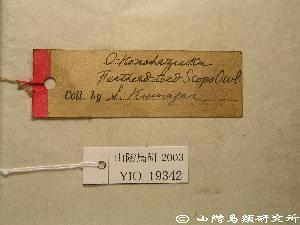 O-Konohazuku
Feathered toed Scops Owl
Coll. by S. Kumagai
山階鳥研 2003
YIO 19342
© 山階鳥類研究所